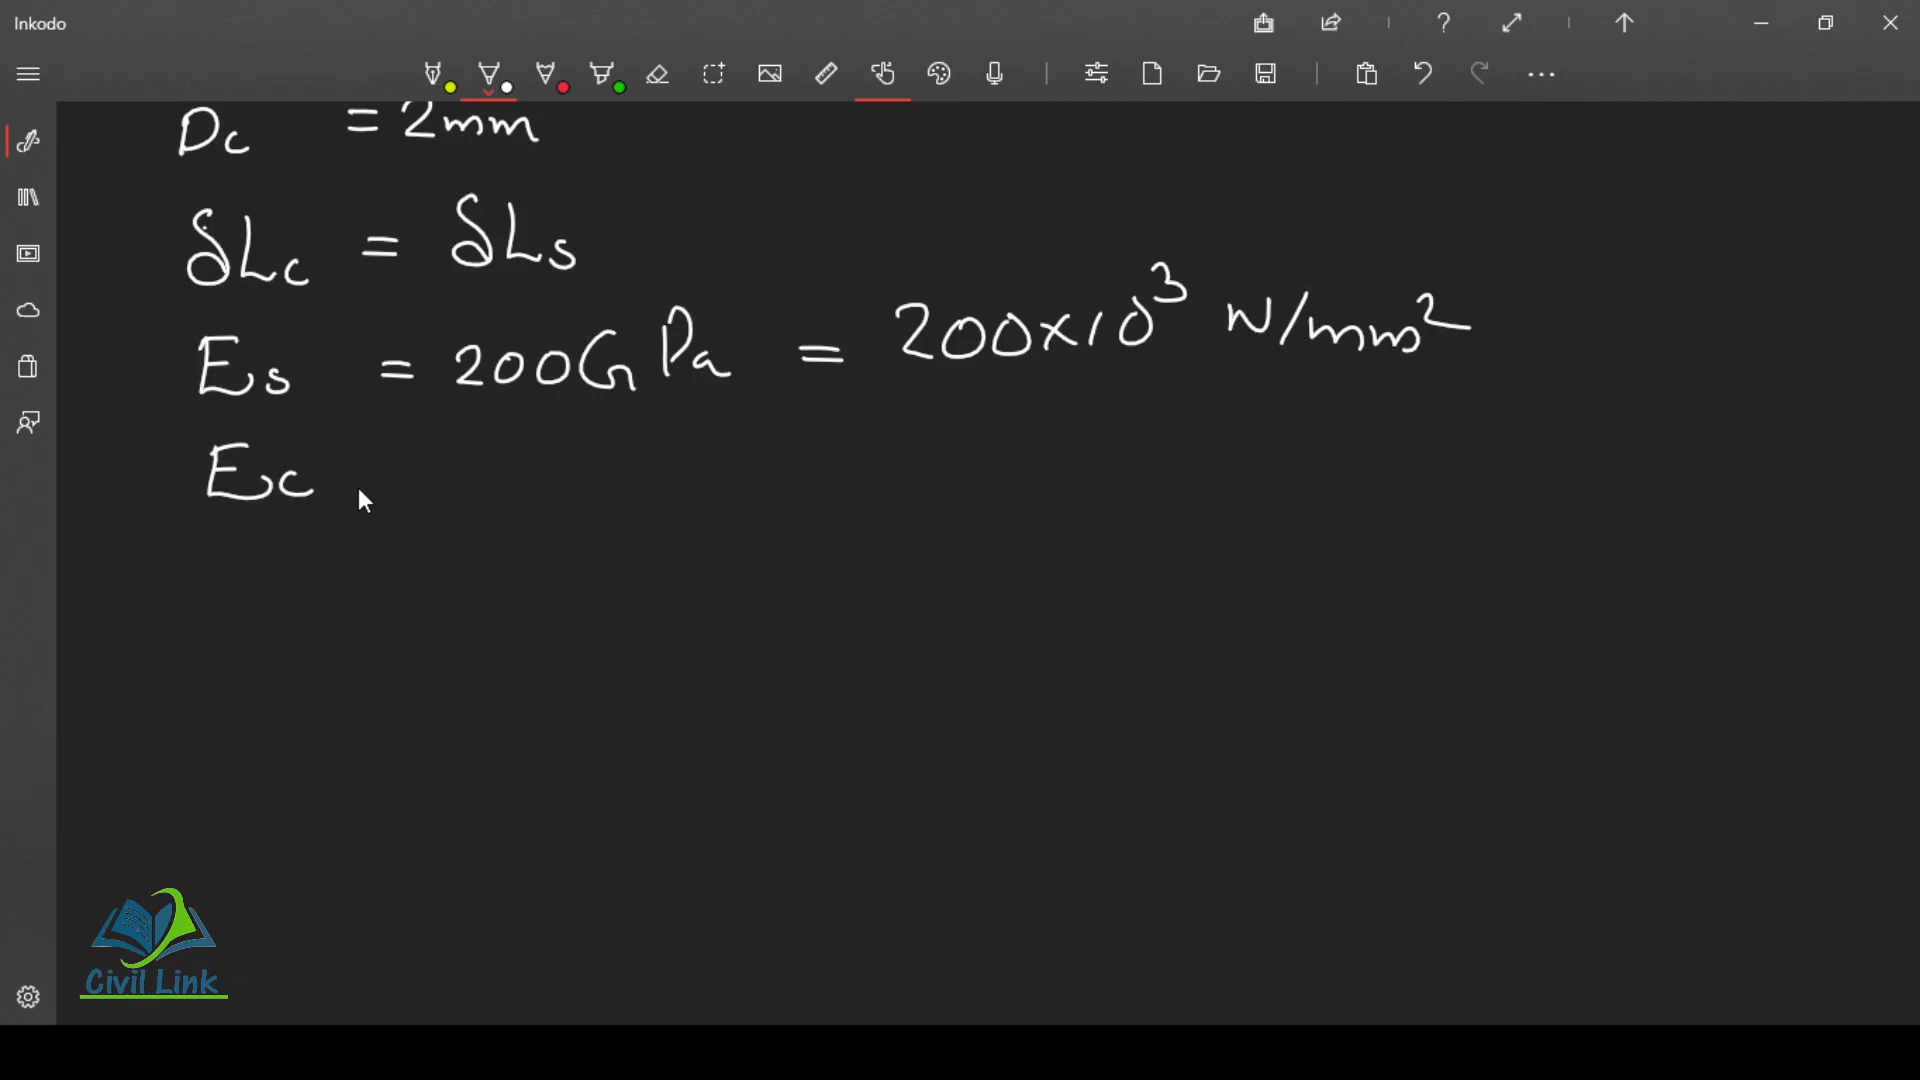 Inkodo
Dc = 2mm
δLc = δLs
Es = 200GPa = 200×10³ N/mm²
Ec
Civil Link